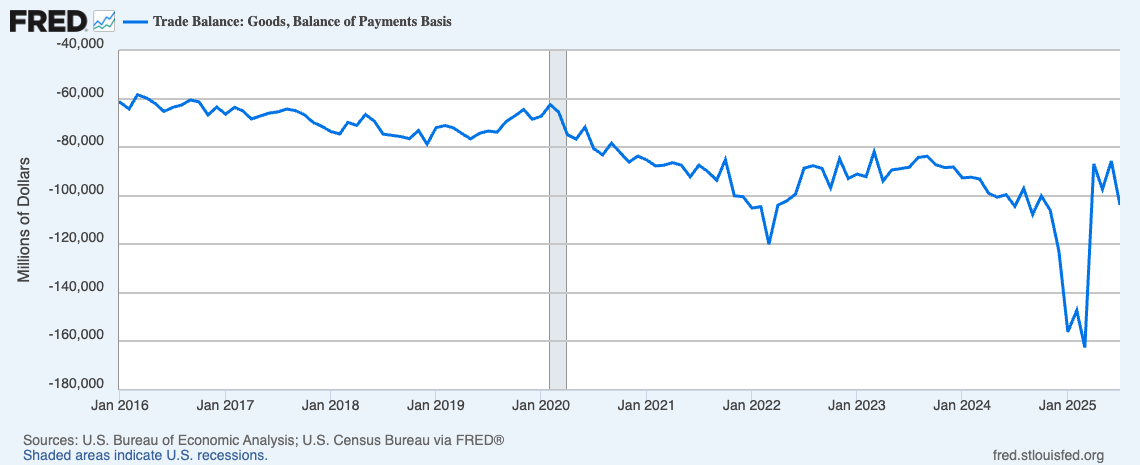 FRED
Trade Balance: Goods, Balance of Payments Basis
-40,000
-60,000
-80,000
-100,000
-120,000
-140,000
-160,000
-180,000
Millions of Dollars
Jan 2016 Jan 2017 Jan 2018 Jan 2019 Jan 2020 Jan 2021 Jan 2022 Jan 2023 Jan 2024 Jan 2025
Sources: U.S. Bureau of Economic Analysis; U.S. Census Bureau via FRED®
Shaded areas indicate U.S. recessions.
fred.stlouisfed.org